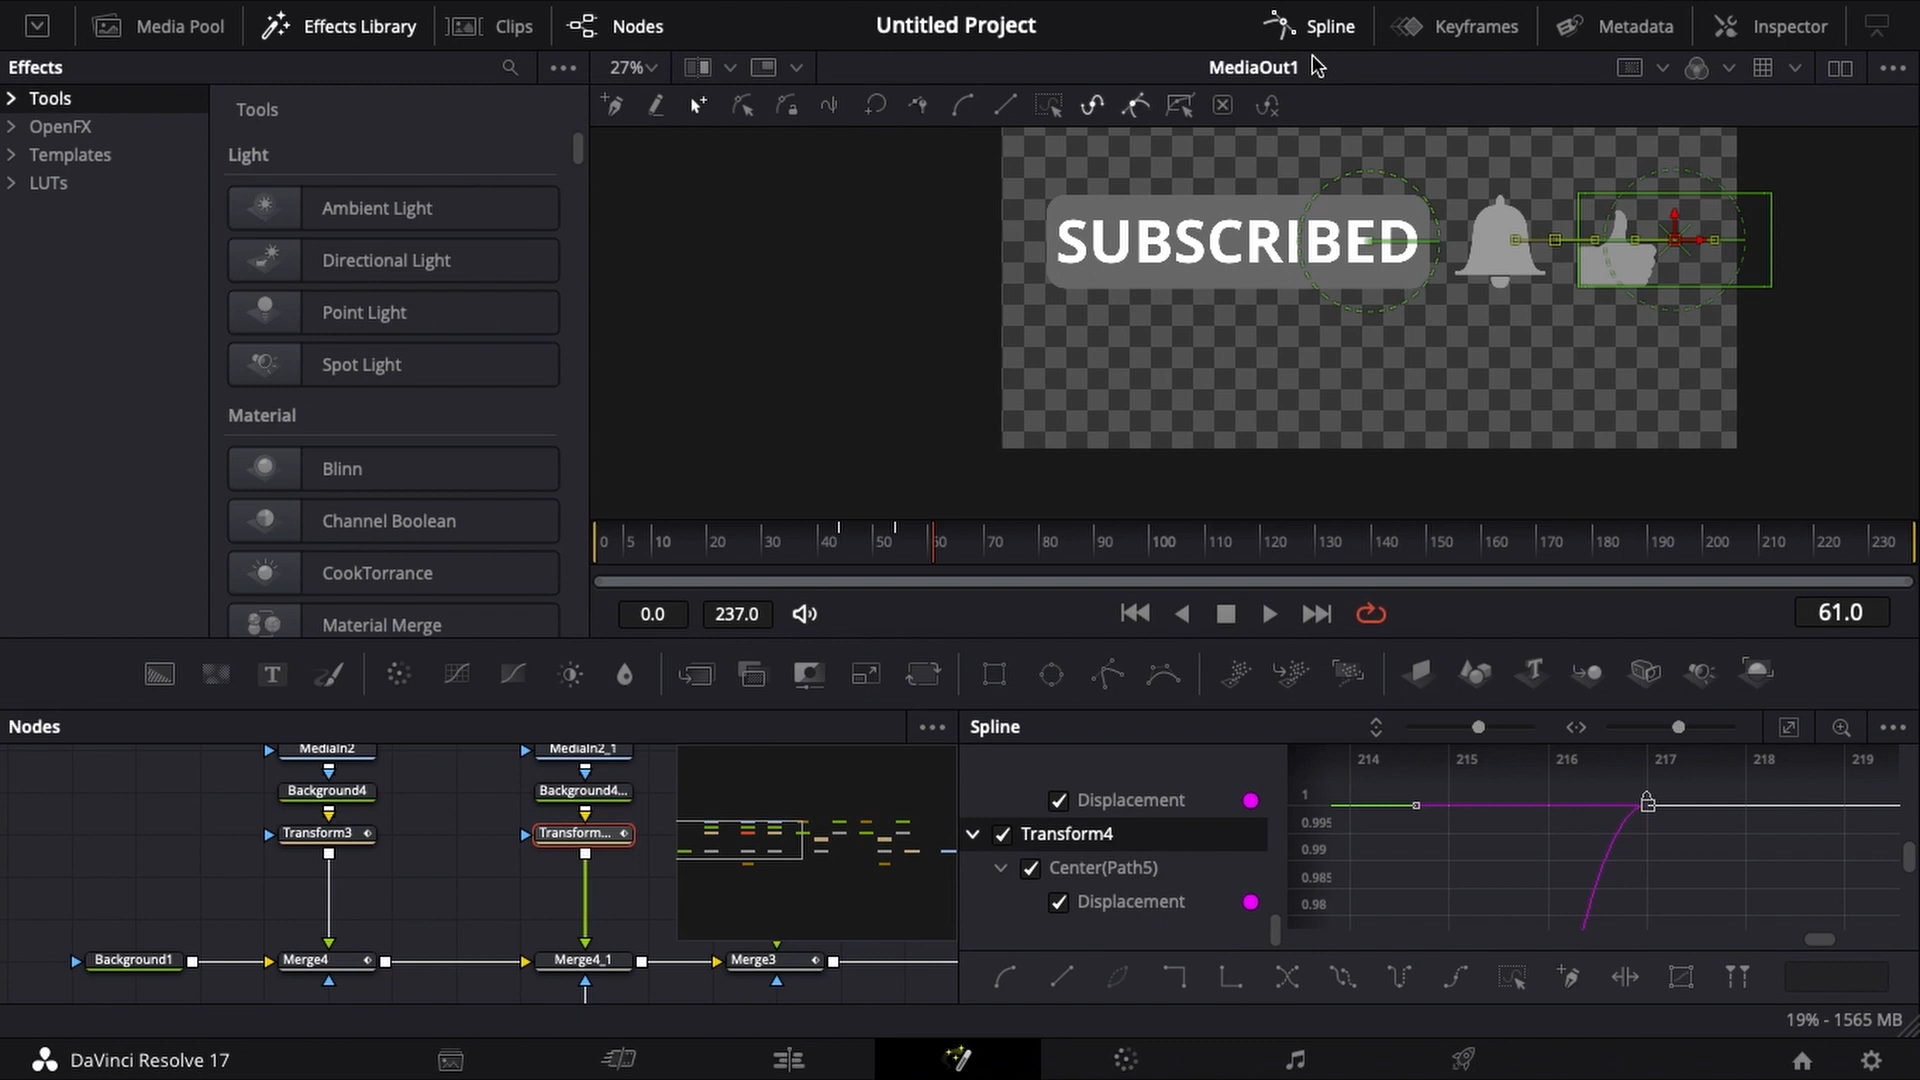 Media Pool
Effects Library
Clips
Nodes
Untitled Project
Spline
Keyframes
Metadata
Inspector
Effects
27%
MediaOut1
Tools
OpenFX
Templates
LUTs
Tools
Light
Ambient Light
Directional Light
Point Light
Spot Light
Material
Blinn
Channel Boolean
CookTorrance
Material Merge
SUBSCRIBED
0 5 10 20 30 40 50 60 70 80 90 100 110 120 130 140 150 160 170 180 190 200 210 220 230
0.0
237.0
61.0
Nodes
MediaIn2
MediaIn2_1
Background4
Background4...
Transform3
Transform...
Background1
Merge4
Merge4_1
Merge3
Spline
Displacement
Transform4
Center(Path5)
Displacement
214 215 216 217 218 219
1
0.995
0.99
0.985
0.98
19% - 1565 MB
DaVinci Resolve 17